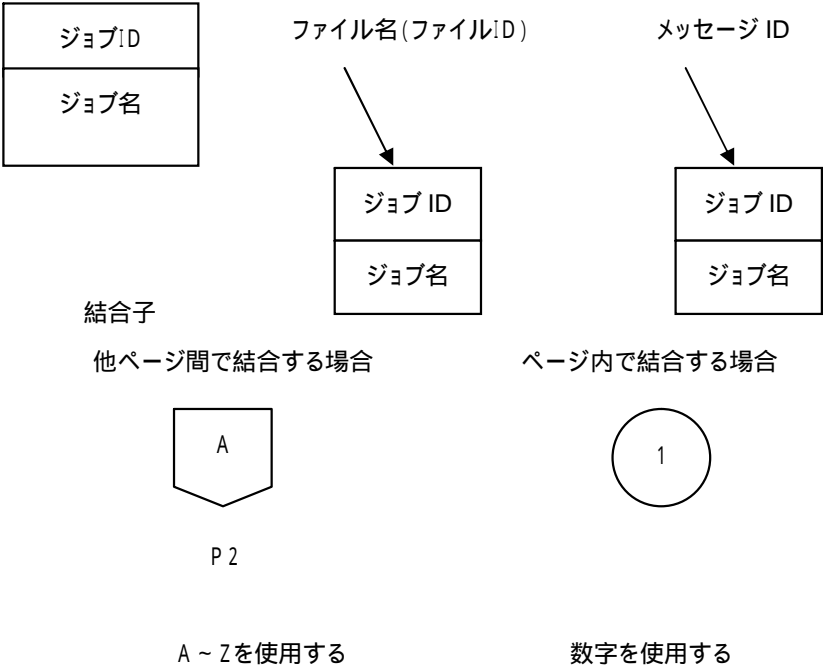 ジョブID
ファイル名(ファイルID)
メッセージ ID
ジョブ名
ジョブ ID
ジョブ ID
ジョブ名
ジョブ名
結合子
他ページ間で結合する場合
ページ内で結合する場合
A
1
P 2
A ~ Zを使用する
数字を使用する